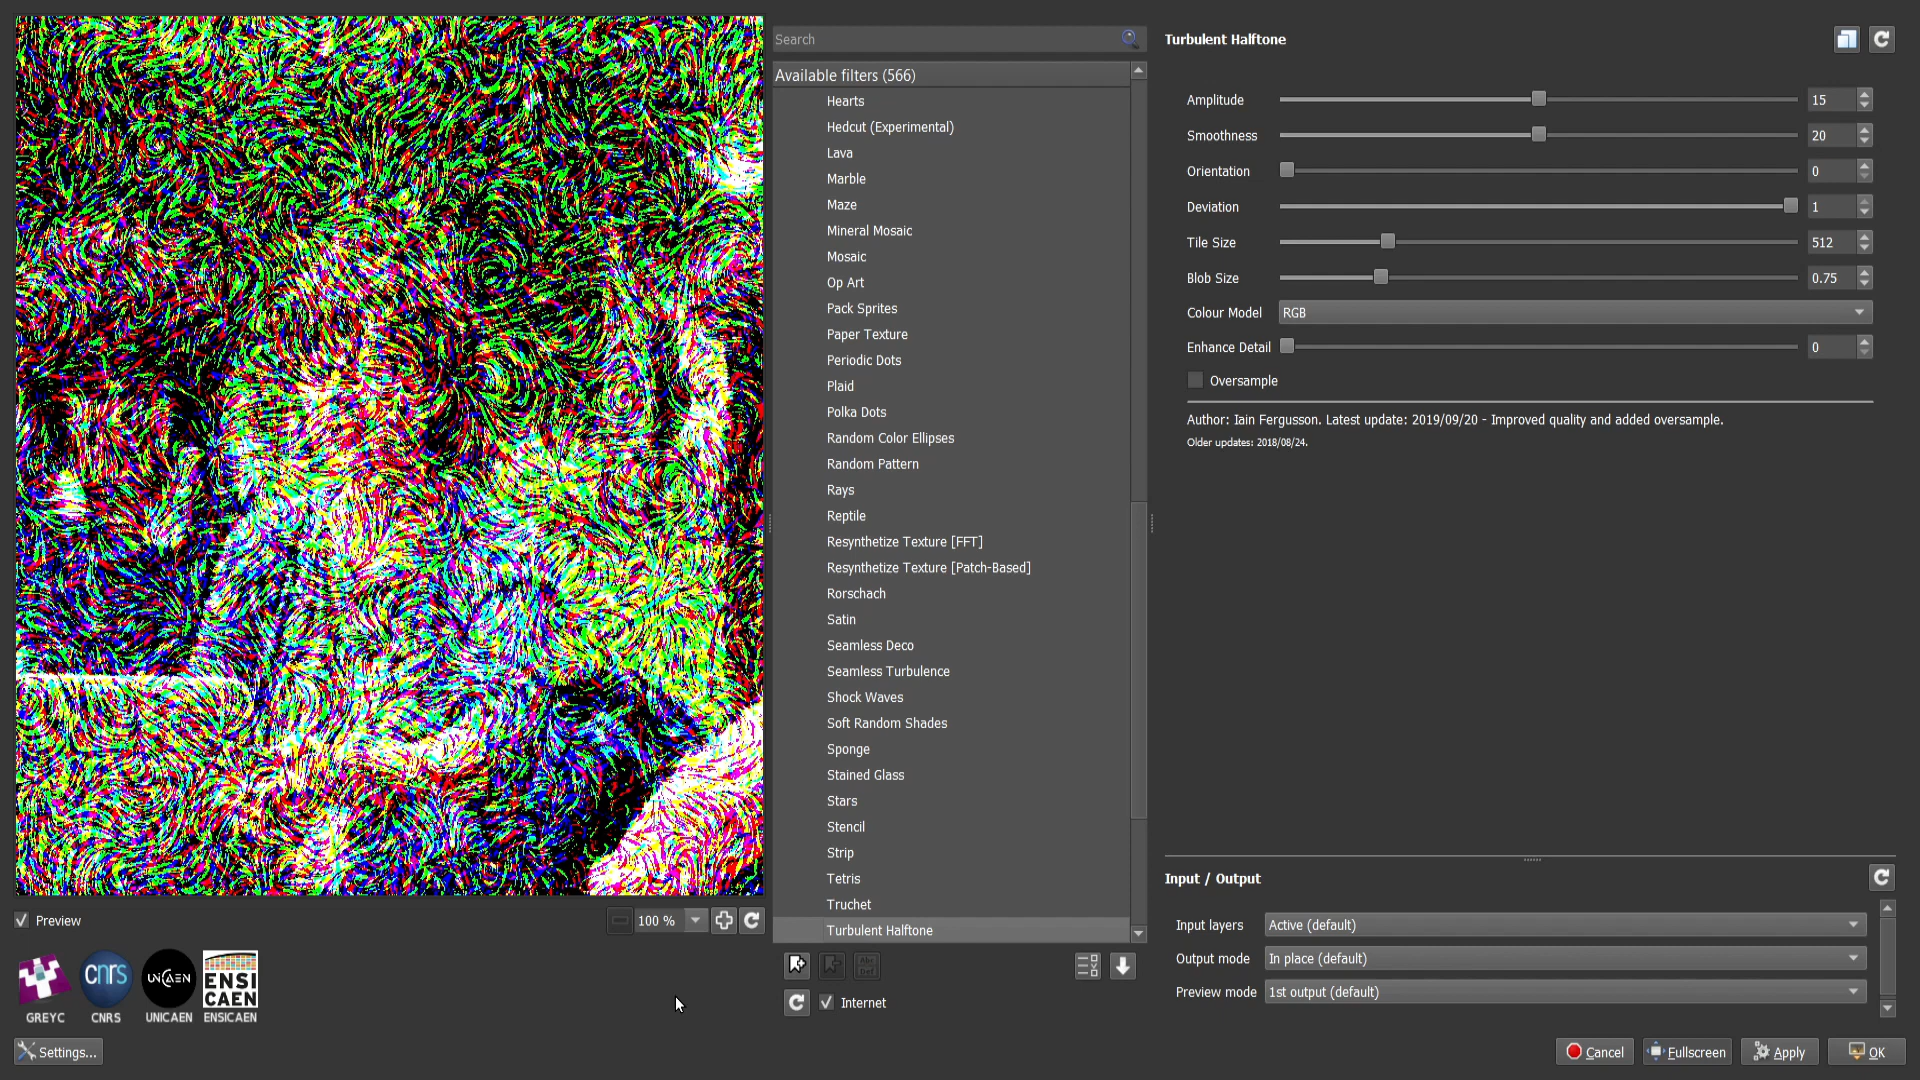 Search
Available filters (566)
Hearts
Hedcut (Experimental)
Lava
Marble
Maze
Mineral Mosaic
Mosaic
Op Art
Pack Sprites
Paper Texture
Periodic Dots
Plaid
Polka Dots
Random Color Ellipses
Random Pattern
Rays
Reptile
Resynthetize Texture [FFT]
Resynthetize Texture [Patch-Based]
Rorschach
Satin
Seamless Deco
Seamless Turbulence
Shock Waves
Soft Random Shades
Sponge
Stained Glass
Stars
Stencil
Strip
Tetris
Truchet
Turbulent Halftone
Internet
Turbulent Halftone
Amplitude 15
Smoothness 20
Orientation 0
Deviation 1
Tile Size 512
Blob Size 0.75
Colour Model RGB
Enhance Detail 0
Oversample
Author: Iain Fergusson. Latest update: 2019/09/20 - Improved quality and added oversample.
Older updates: 2018/08/24.
Input / Output
Input layers Active (default)
Output mode In place (default)
Preview mode 1st output (default)
Preview
100 %
cnrs
UNICAEN
ENSI
CAEN
GREYC CNRS UNICAEN ENSICAEN
Settings...
Cancel Fullscreen Apply OK